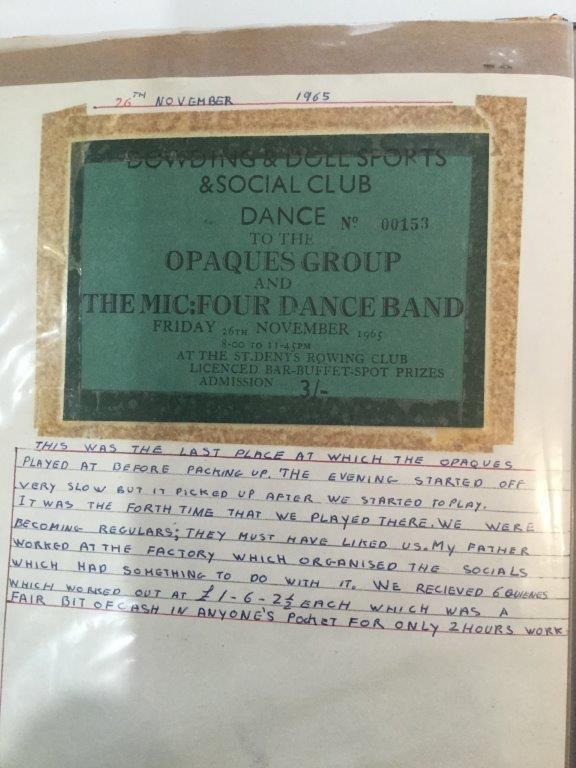 26TH NOVEMBER 1965
DOWDING & DOLL SPORTS
& SOCIAL CLUB
DANCE Nº 00153
TO THE
OPAQUES GROUP
AND
THE MIC:FOUR DANCE BAND
FRIDAY 26TH NOVEMBER 1965
8-00 TO 11-45PM
AT THE ST.DENYS ROWING CLUB
LICENCED BAR-BUFFET-SPOT PRIZES
ADMISSION 3/-
THIS WAS THE LAST PLACE AT WHICH THE OPAQUES
PLAYED AT BEFORE PACKING UP. THE EVENING STARTED OFF
VERY SLOW BUT IT PICKED UP AFTER WE STARTED TO PLAY.
IT WAS THE FORTH TIME THAT WE PLAYED THERE. WE WERE
BECOMING REGULARS; THEY MUST HAVE LIKED US. MY FATHER
WORKED AT THE FACTORY WHICH ORGANISED THE SOCIALS
WHICH HAD SOMETHING TO DO WITH IT. WE RECIEVED 6 GUIENES
WHICH WORKED OUT AT £1-6-2½ EACH WHICH WAS A
FAIR BIT OF CASH IN ANYONE'S POCKET FOR ONLY 2 HOURS WORK